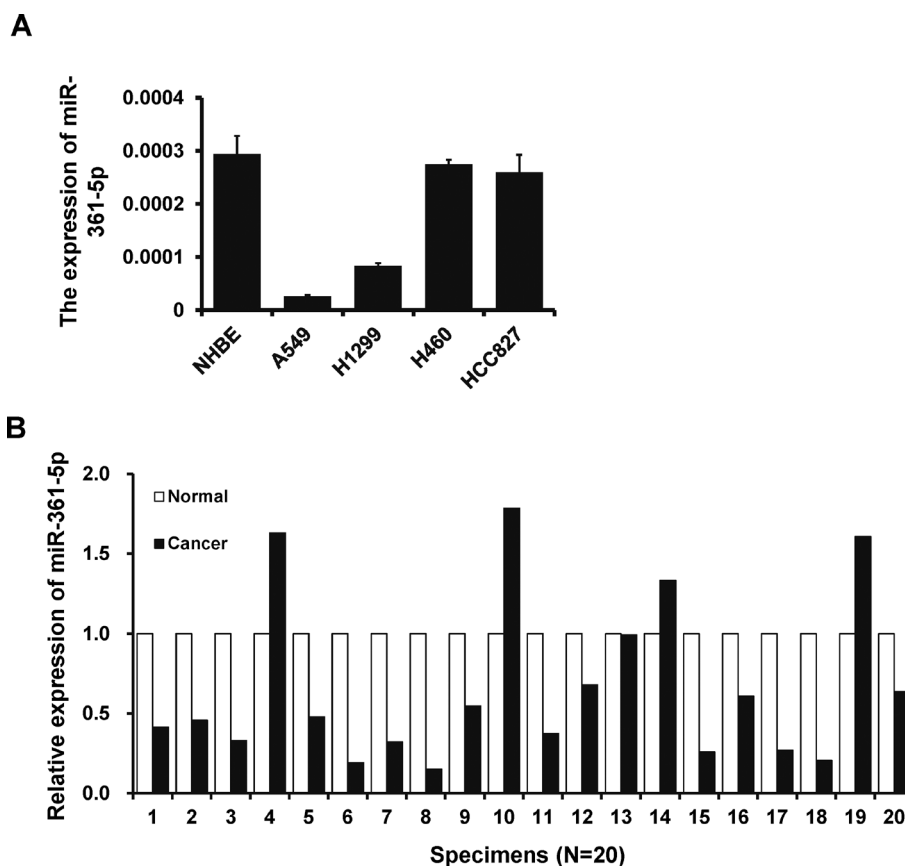 A
The expression of miR-
361-5p
0.0004
0.0003
0.0002
0.0001
0
NHBE
A549
H1299
H460
HCC827
B
Relative expression of miR-361-5p
2.0
1.5
1.0
0.5
0.0
Normal
Cancer
1 2 3 4 5 6 7 8 9 10 11 12 13 14 15 16 17 18 19 20
Specimens (N=20)